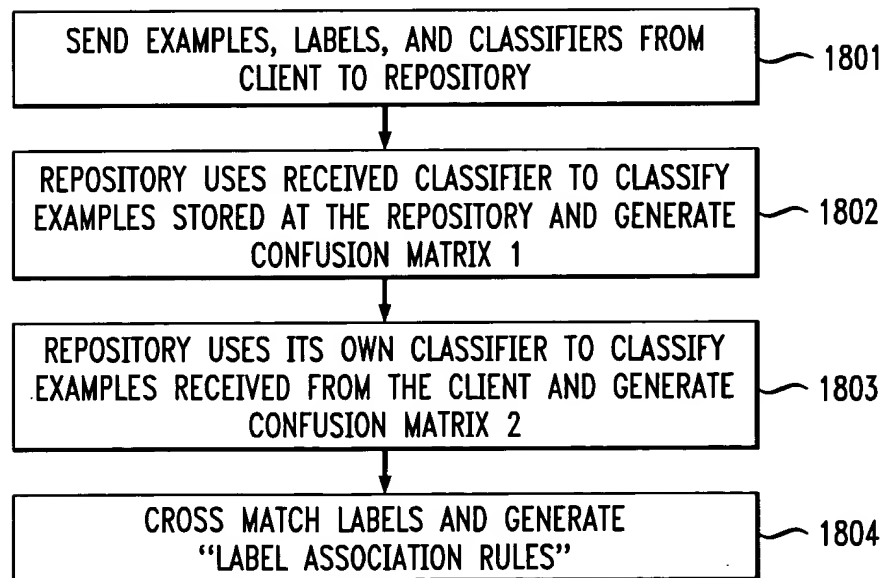 SEND EXAMPLES, LABELS, AND CLASSIFIERS FROM
CLIENT TO REPOSITORY
1801
REPOSITORY USES RECEIVED CLASSIFIER TO CLASSIFY
EXAMPLES STORED AT THE REPOSITORY AND GENERATE
CONFUSION MATRIX 1
1802
REPOSITORY USES ITS OWN CLASSIFIER TO CLASSIFY
EXAMPLES RECEIVED FROM THE CLIENT AND GENERATE
CONFUSION MATRIX 2
1803
CROSS MATCH LABELS AND GENERATE
“LABEL ASSOCIATION RULES”
1804